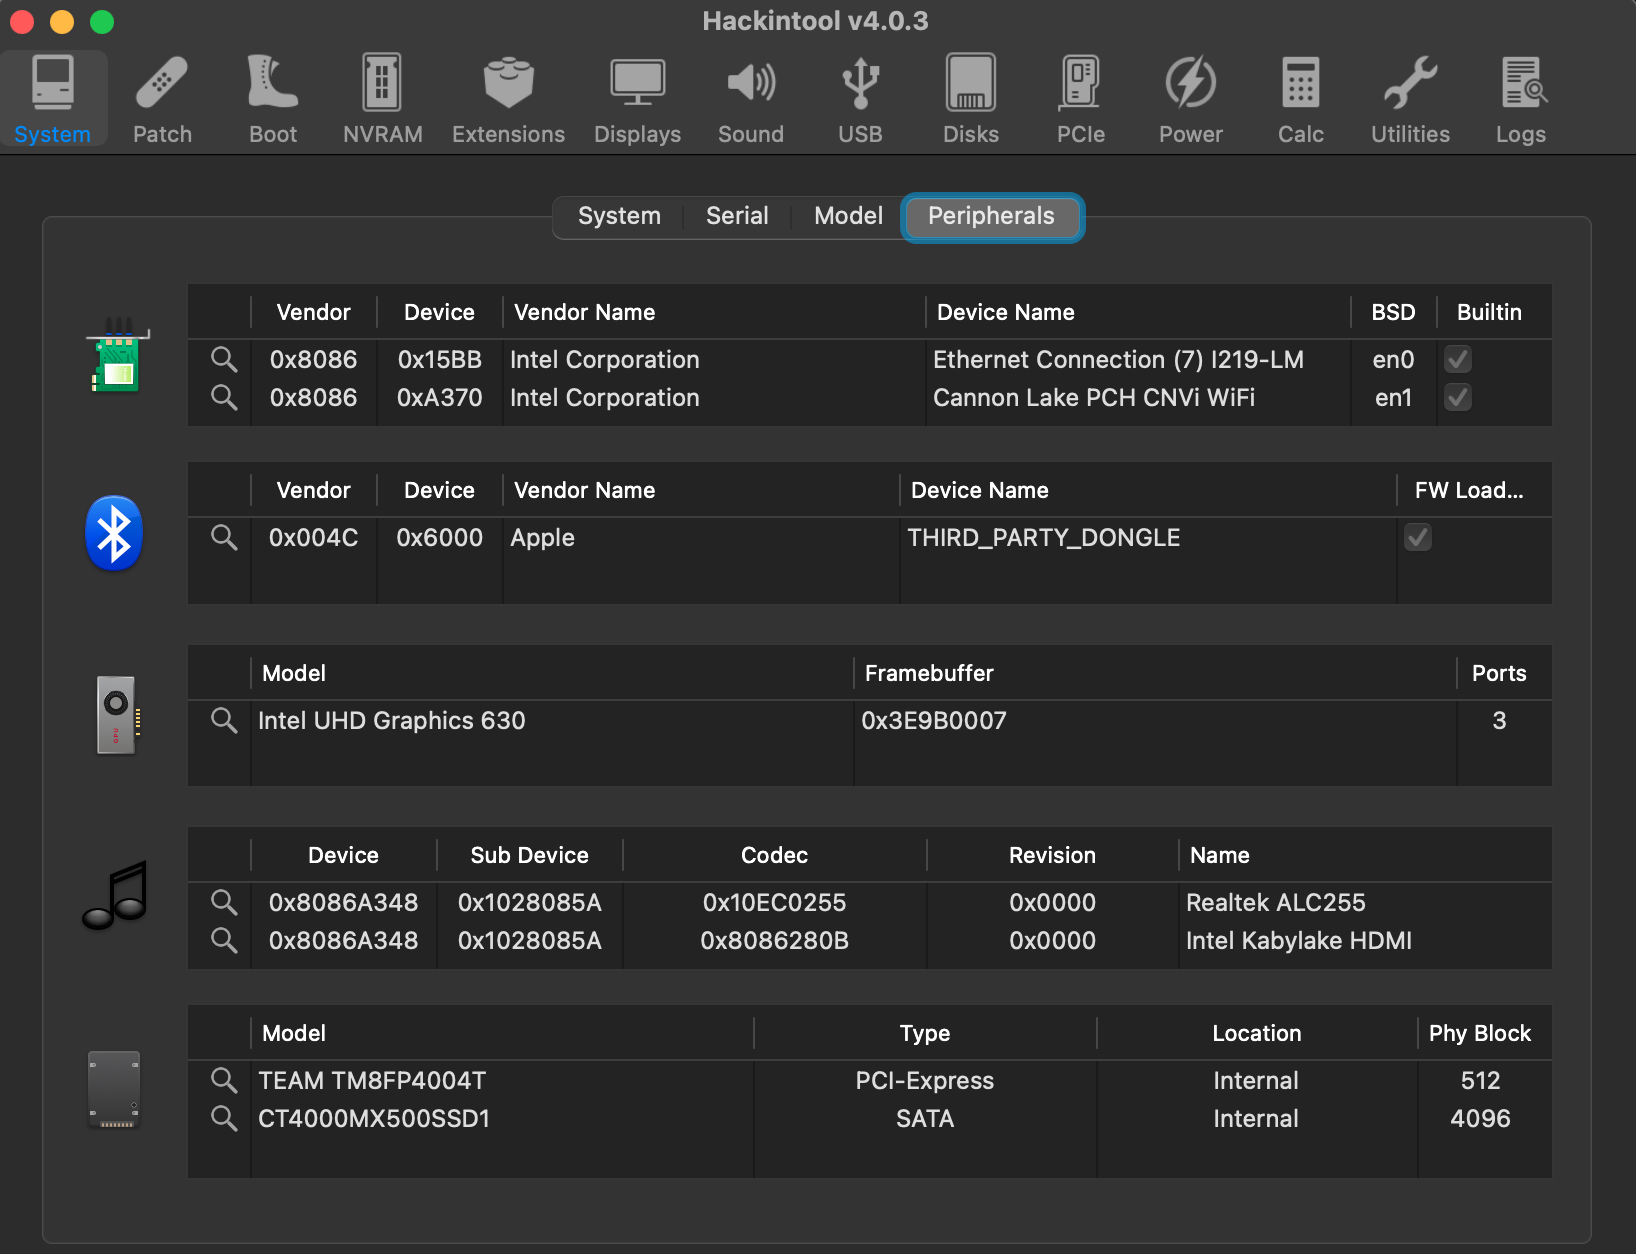 Hackintool v4.0.3
System Patch Boot NVRAM Extensions Displays Sound USB Disks PCIe Power Calc Utilities Logs
System Serial Model Peripherals
Vendor Device Vendor Name Device Name BSD Builtin
0x8086 0x15BB Intel Corporation Ethernet Connection (7) I219-LM en0
0x8086 0xA370 Intel Corporation Cannon Lake PCH CNVi WiFi en1
Vendor Device Vendor Name Device Name FW Load...
0x004C 0x6000 Apple THIRD_PARTY_DONGLE
Model Framebuffer Ports
Intel UHD Graphics 630 0x3E9B0007 3
Device Sub Device Codec Revision Name
0x8086A348 0x1028085A 0x10EC0255 0x0000 Realtek ALC255
0x8086A348 0x1028085A 0x8086280B 0x0000 Intel Kabylake HDMI
Model Type Location Phy Block
TEAM TM8FP4004T PCI-Express Internal 512
CT4000MX500SSD1 SATA Internal 4096